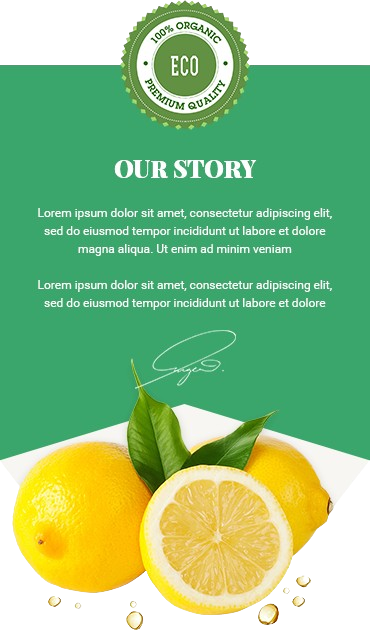 100% ORGANIC
ECO
PREMIUM QUALITY
OUR STORY
Lorem ipsum dolor sit amet, consectetur adipiscing elit,
sed do eiusmod tempor incididunt ut labore et dolore
magna aliqua. Ut enim ad minim veniam
Lorem ipsum dolor sit amet, consectetur adipiscing elit,
sed do eiusmod tempor incididunt ut labore et dolore